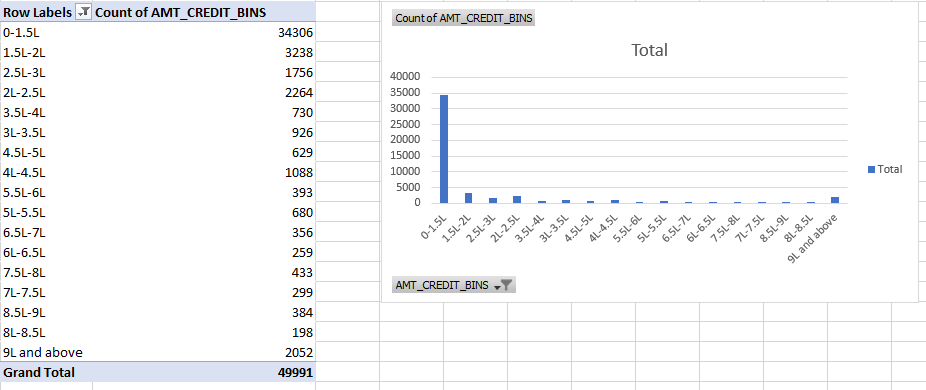 Row Labels Count of AMT_CREDIT_BINS
0-1.5L 34306
1.5L-2L 3238
2.5L-3L 1756
2L-2.5L 2264
3.5L-4L 730
3L-3.5L 926
4.5L-5L 629
4L-4.5L 1088
5.5L-6L 393
5L-5.5L 680
6.5L-7L 356
6L-6.5L 259
7.5L-8L 433
7L-7.5L 299
8.5L-9L 384
8L-8.5L 198
9L and above 2052
Grand Total 49991
Count of AMT_CREDIT_BINS
Total
40000
35000
30000
25000
20000
15000
10000
5000
0
0-1.5L
1.5L-2L
2.5L-3L
2L-2.5L
3.5L-4L
3L-3.5L
4.5L-5L
4L-4.5L
5.5L-6L
5L-5.5L
6.5L-7L
6L-6.5L
7.5L-8L
7L-7.5L
8.5L-9L
8L-8.5L
9L and above
Total
AMT_CREDIT_BINS